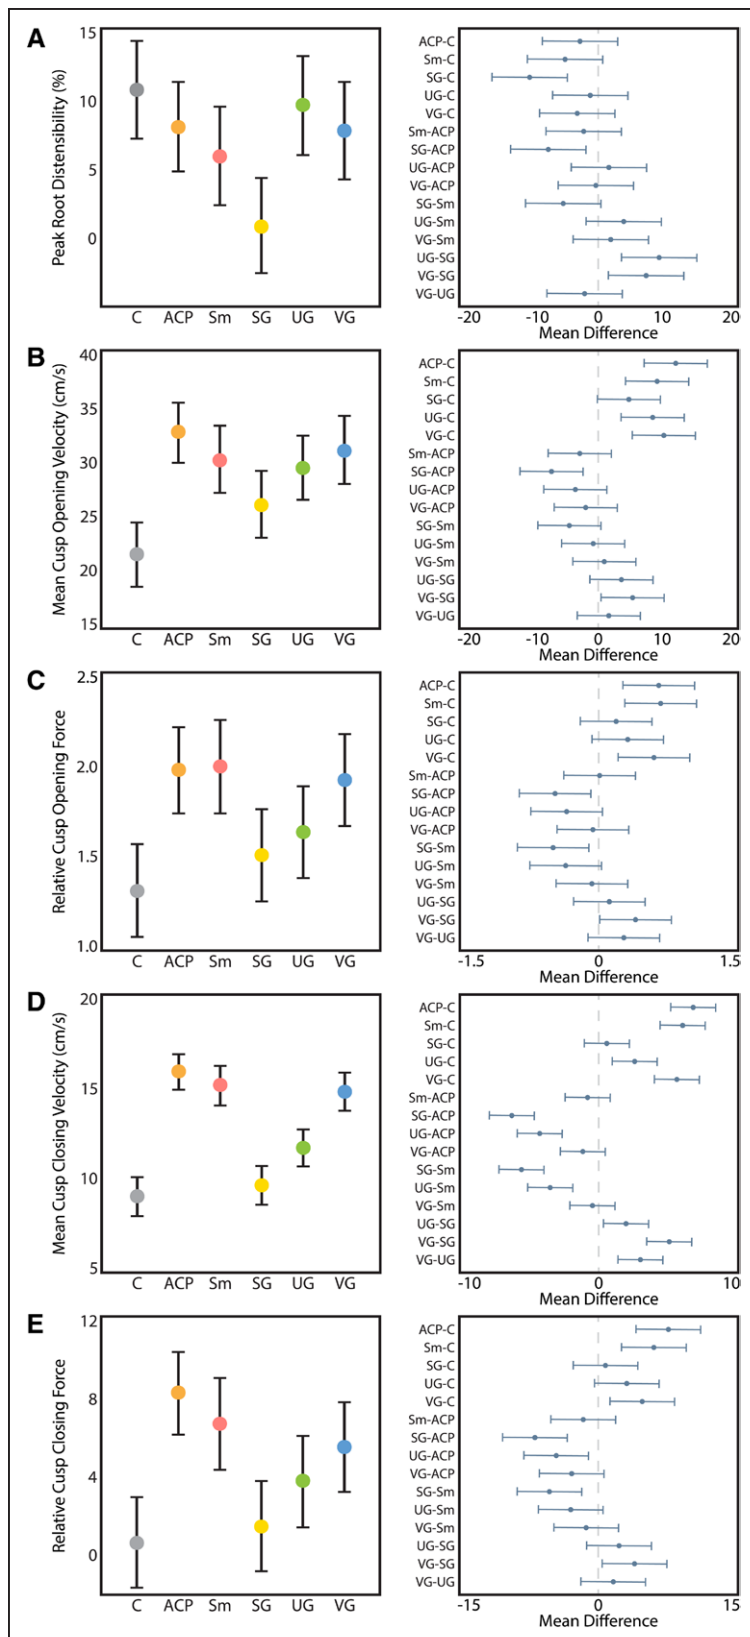 A
Peak Root Distensibility (%)
15
10
5
0
C ACP Sm SG UG VG
ACP-C
Sm-C
SG-C
UG-C
VG-C
Sm-ACP
SG-ACP
UG-ACP
VG-ACP
SG-Sm
UG-Sm
VG-Sm
UG-SG
VG-SG
VG-UG
-20 -10 0 10 20
Mean Difference
B
Mean Cusp Opening Velocity (cm/s)
40
35
30
25
20
15
C ACP Sm SG UG VG
ACP-C
Sm-C
SG-C
UG-C
VG-C
Sm-ACP
SG-ACP
UG-ACP
VG-ACP
SG-Sm
UG-Sm
VG-Sm
UG-SG
VG-SG
VG-UG
-20 -10 0 10 20
Mean Difference
C
Relative Cusp Opening Force
2.5
2.0
1.5
1.0
C ACP Sm SG UG VG
ACP-C
Sm-C
SG-C
UG-C
VG-C
Sm-ACP
SG-ACP
UG-ACP
VG-ACP
SG-Sm
UG-Sm
VG-Sm
UG-SG
VG-SG
VG-UG
-1.5 0 1.5
Mean Difference
D
Mean Cusp Closing Velocity (cm/s)
20
15
10
5
C ACP Sm SG UG VG
ACP-C
Sm-C
SG-C
UG-C
VG-C
Sm-ACP
SG-ACP
UG-ACP
VG-ACP
SG-Sm
UG-Sm
VG-Sm
UG-SG
VG-SG
VG-UG
-10 0 10
Mean Difference
E
Relative Cusp Closing Force
12
8
4
0
C ACP Sm SG UG VG
ACP-C
Sm-C
SG-C
UG-C
VG-C
Sm-ACP
SG-ACP
UG-ACP
VG-ACP
SG-Sm
UG-Sm
VG-Sm
UG-SG
VG-SG
VG-UG
-15 0 15
Mean Difference